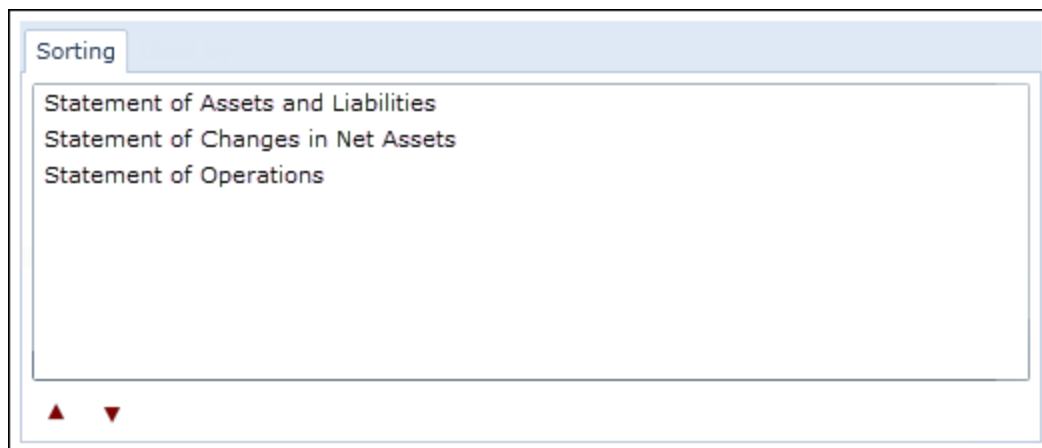 Sorting
Statement of Assets and Liabilities
Statement of Changes in Net Assets
Statement of Operations